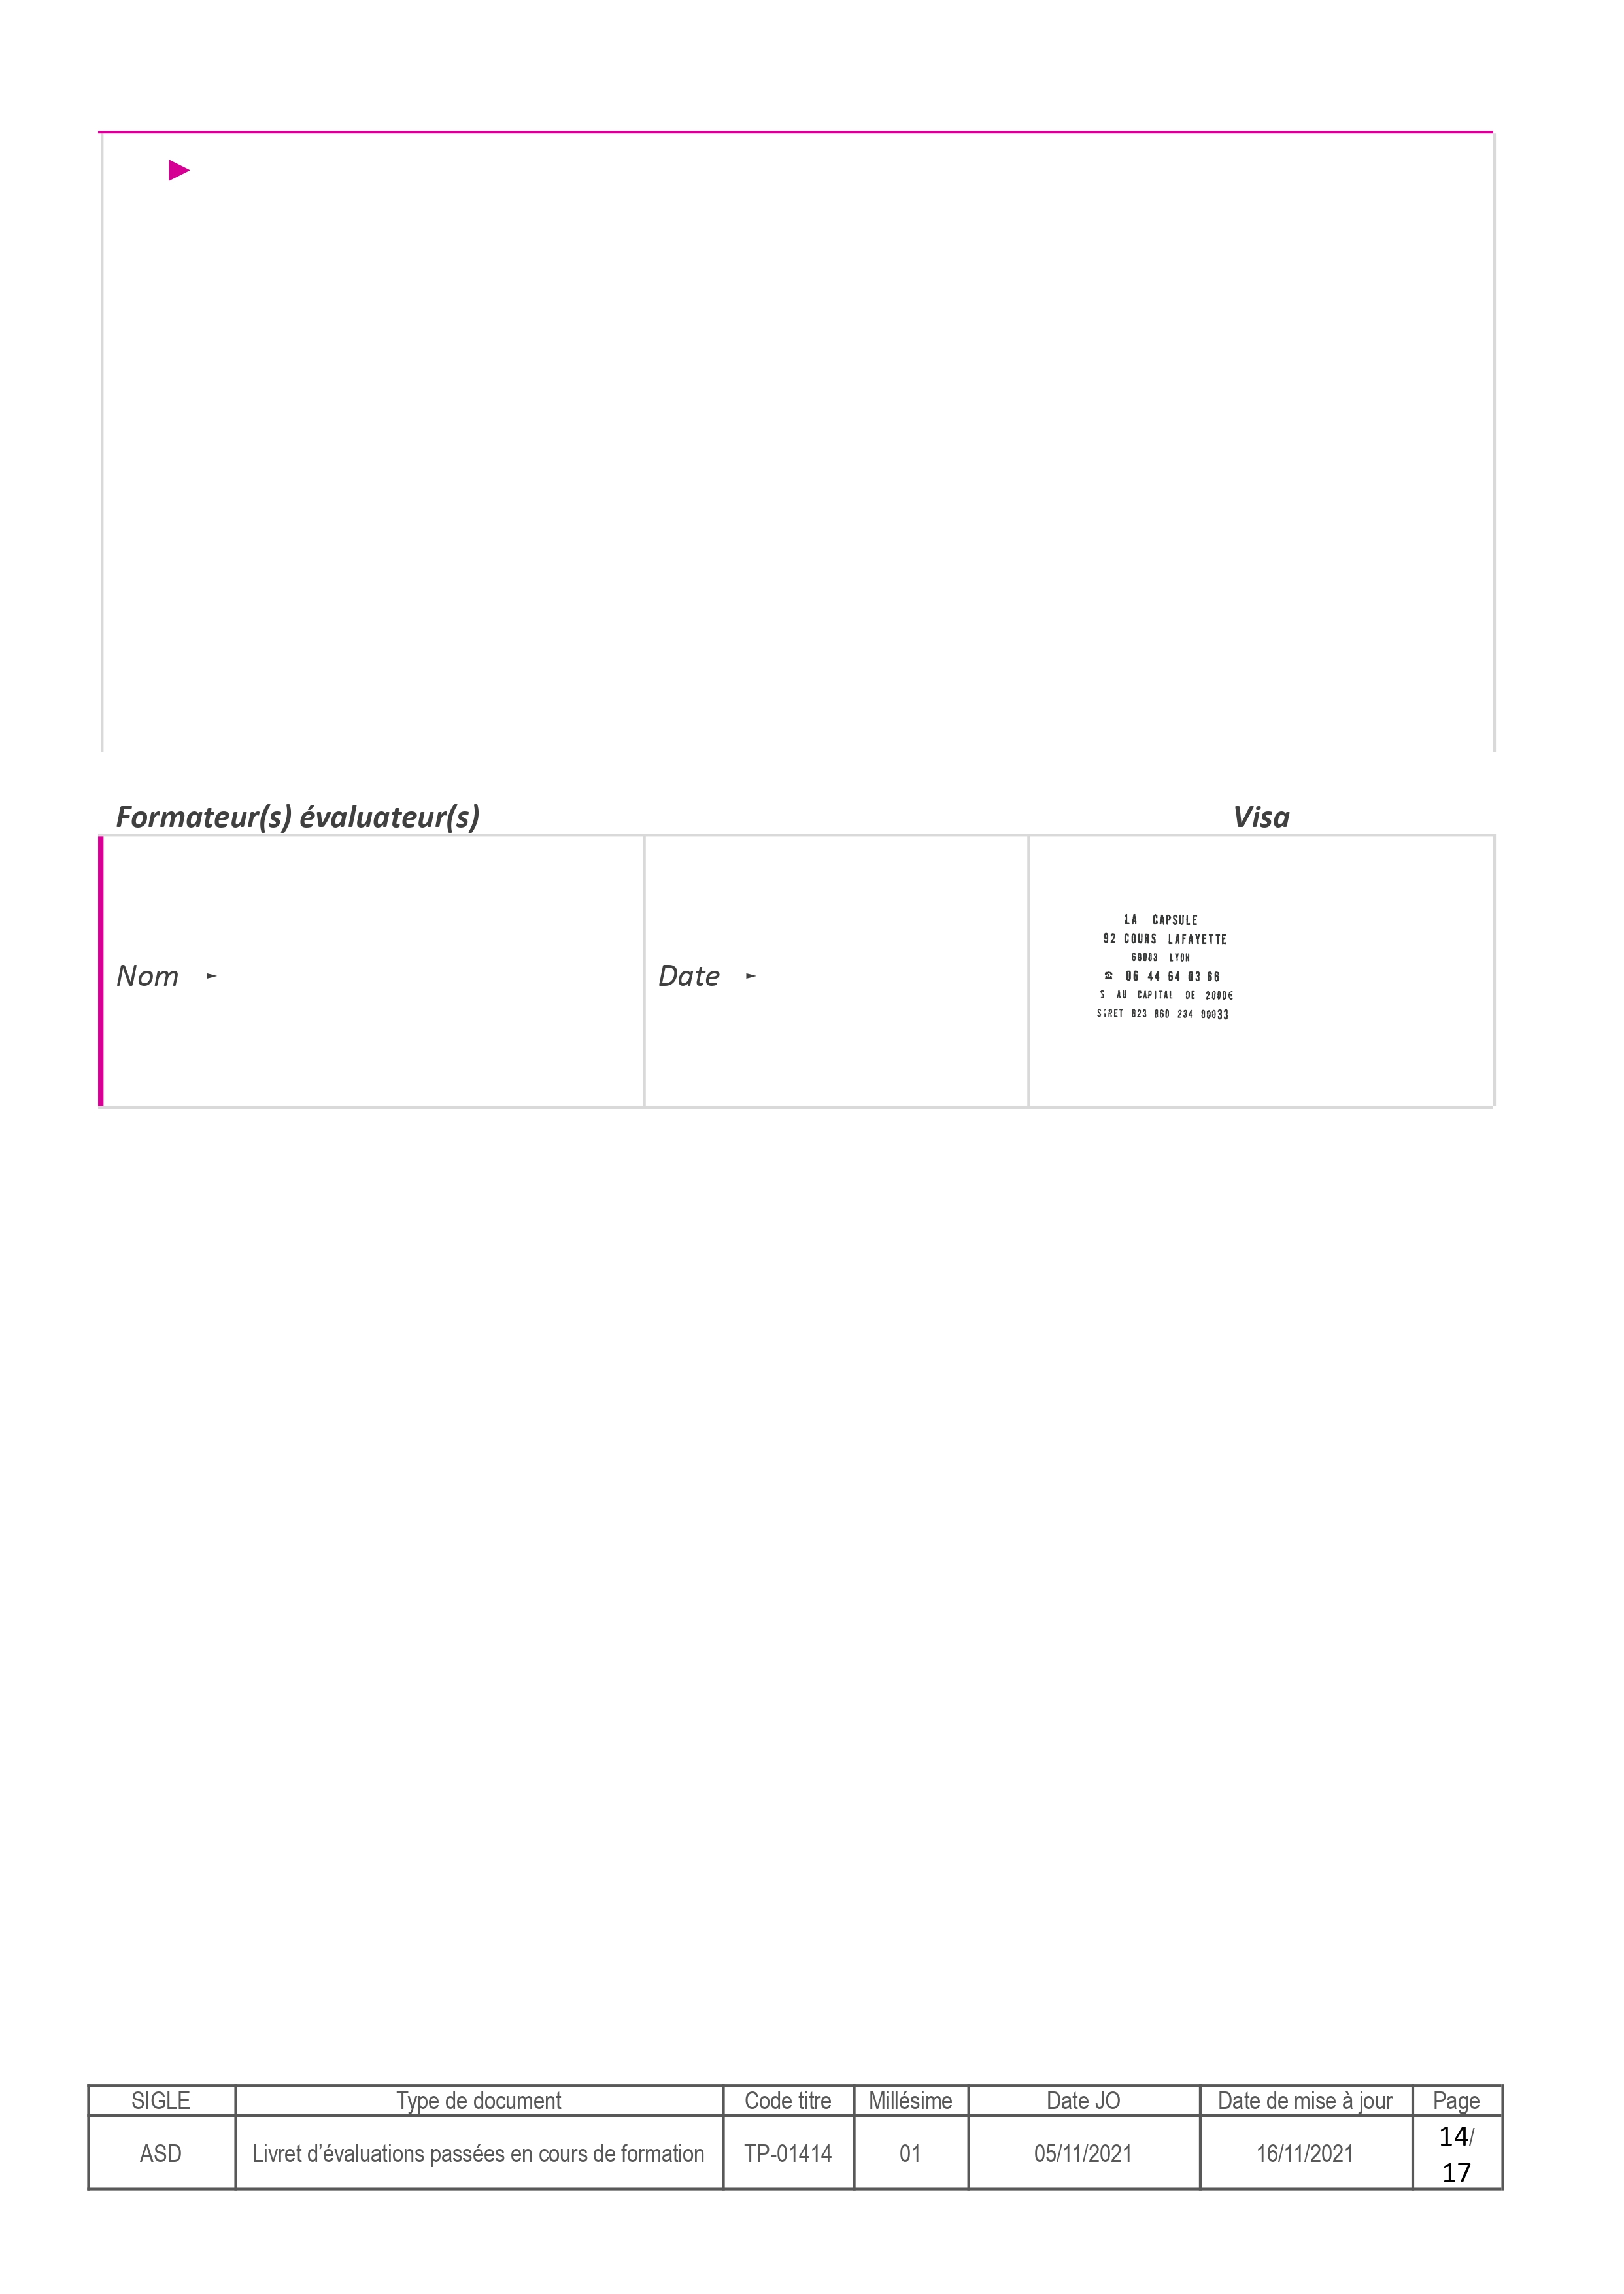 ►
Formateur(s) évaluateur(s) Visa
Nom ► Date ►
LA CAPSULE
92 COURS LAFAYETTE
69003 LYON
☎ 06 44 64 03 66
S AU CAPITAL DE 2000€
SIRET 823 860 234 00033
SIGLE Type de document Code titre Millésime Date JO Date de mise à jour Page
ASD Livret d’évaluations passées en cours de formation TP-01414 01 05/11/2021 16/11/2021 14/
17